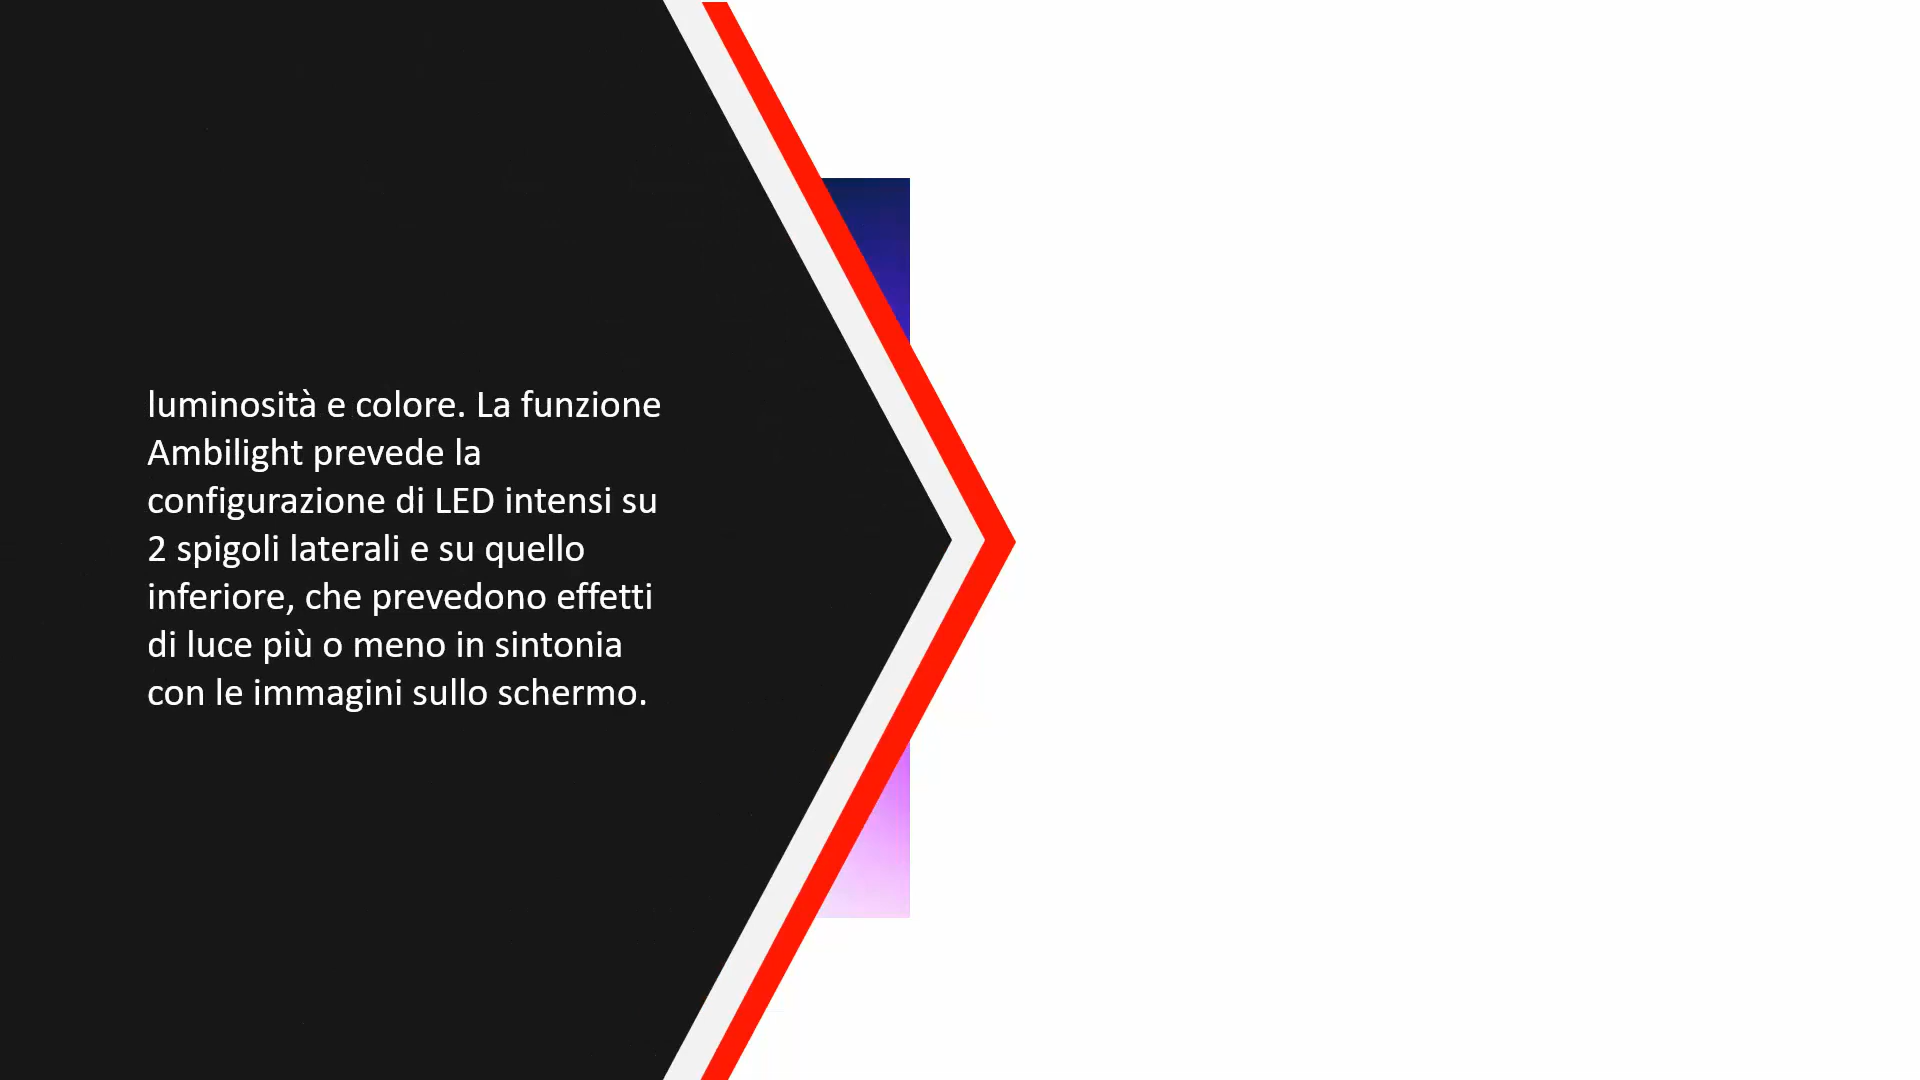 luminosità e colore. La funzione
Ambilight prevede la
configurazione di LED intensi su
2 spigoli laterali e su quello
inferiore, che prevedono effetti
di luce più o meno in sintonia
con le immagini sullo schermo.